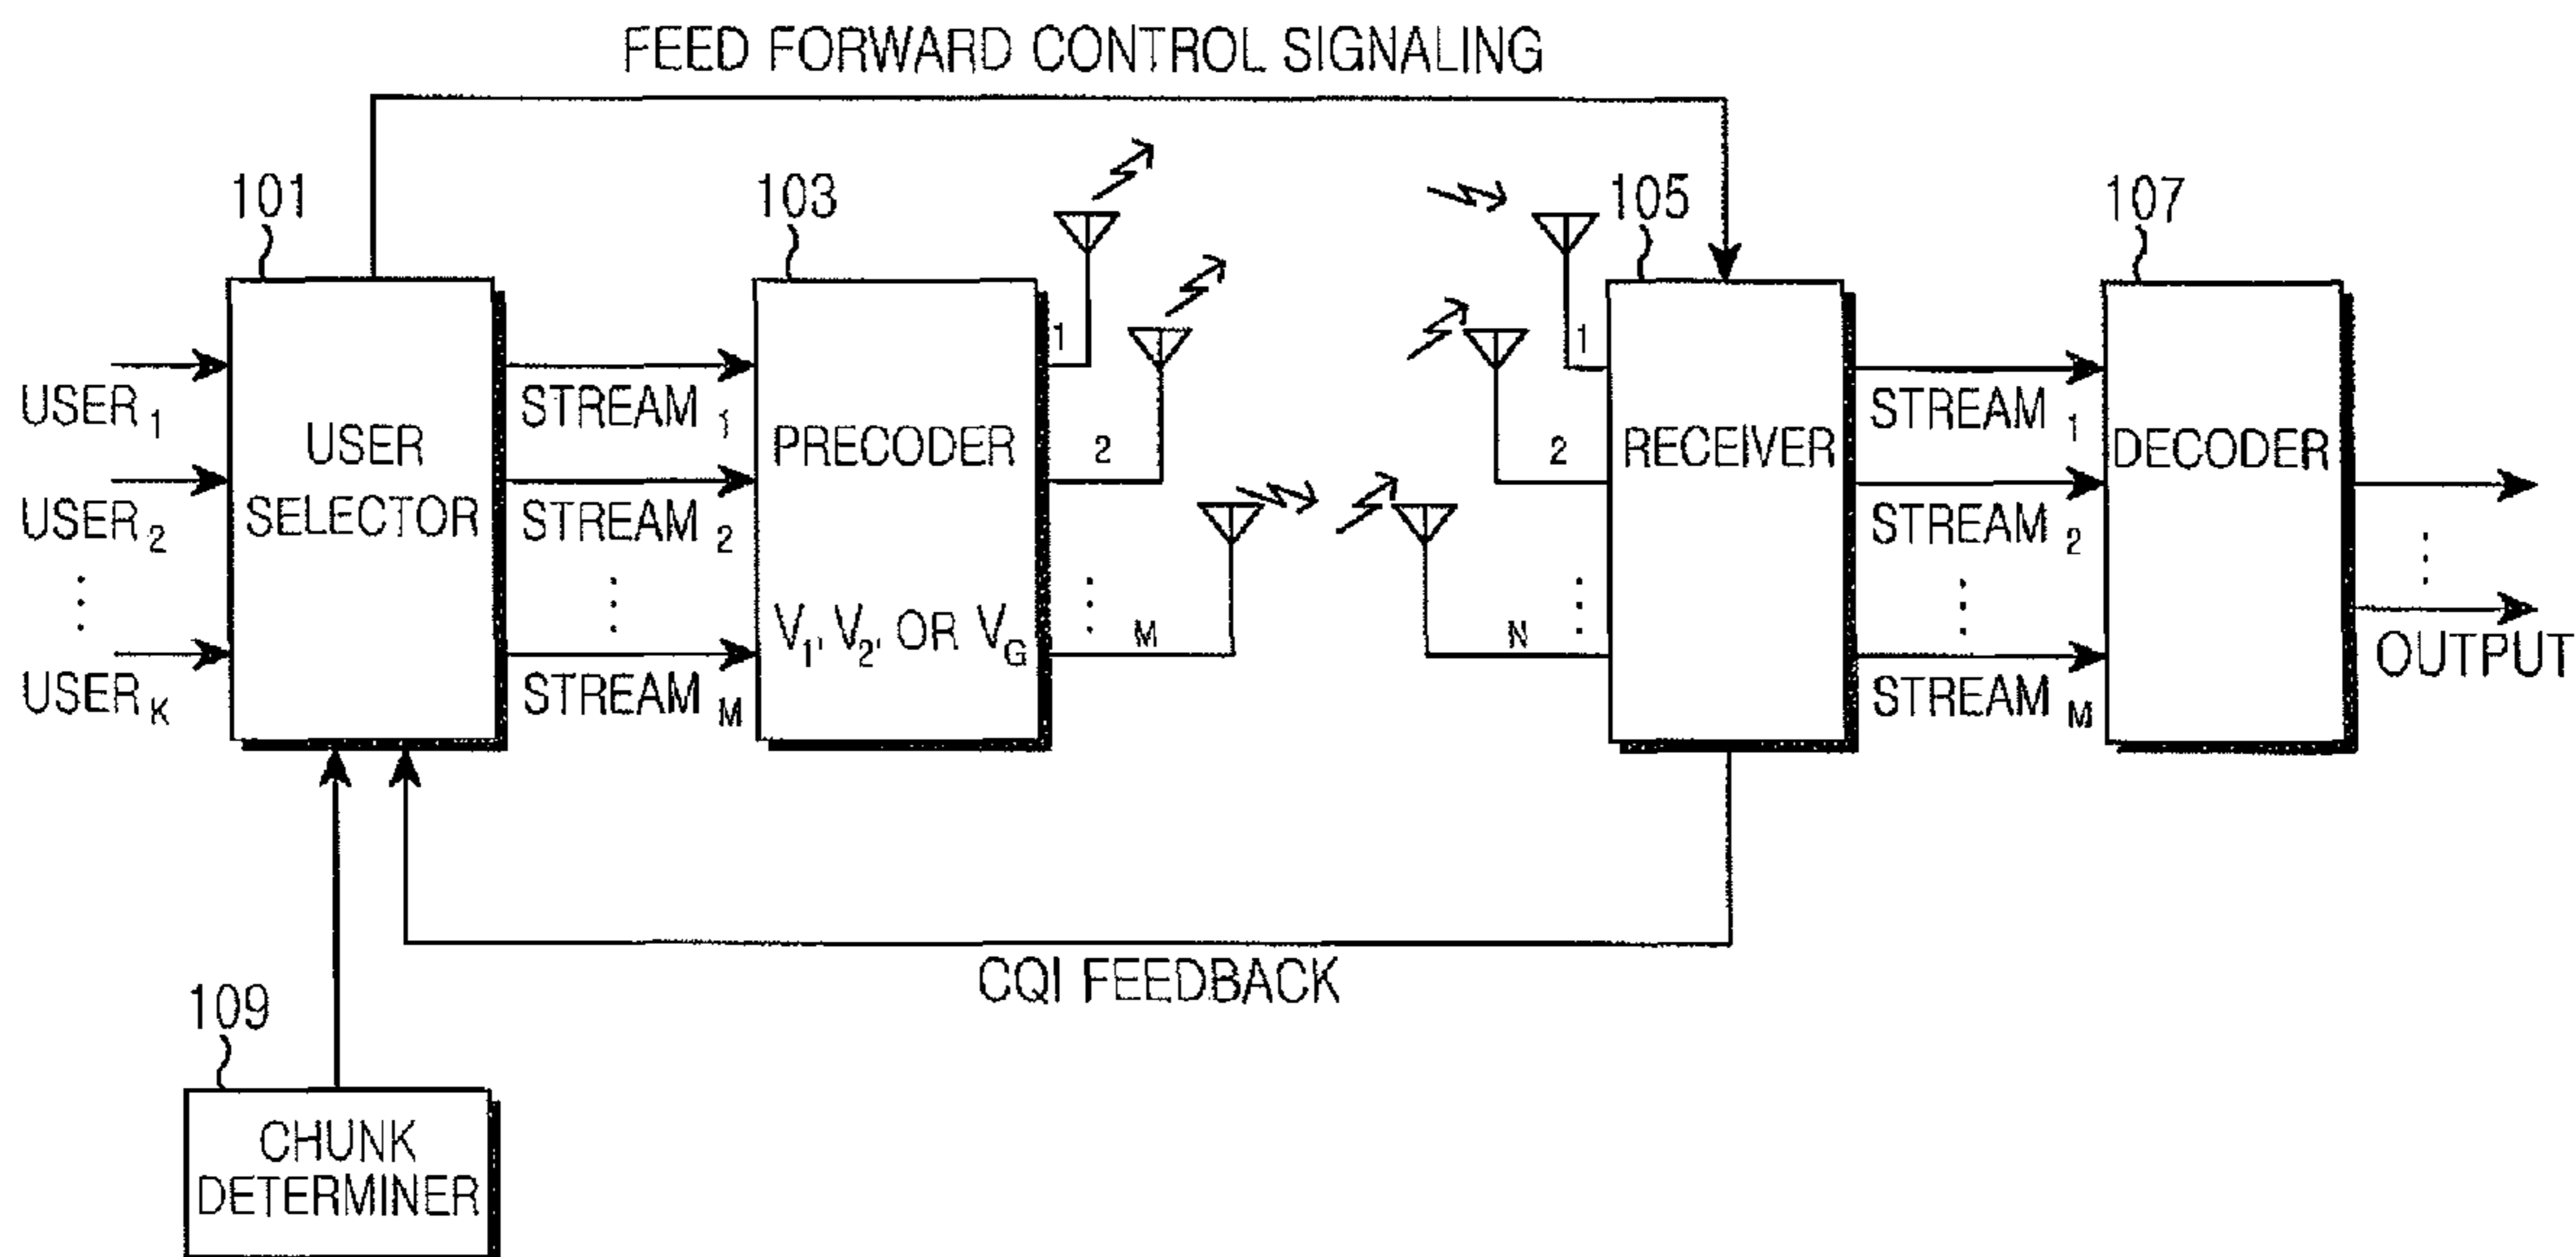 FEED FORWARD CONTROL SIGNALING
101
103
105
107
USER 1
USER 2
USER K
USER
SELECTOR
STREAM 1
STREAM 2
STREAM M
PRECODER
V1, V2, OR VG
1
2
M
1
2
N
RECEIVER
STREAM 1
STREAM 2
STREAM M
DECODER
OUTPUT
CQI FEEDBACK
109
CHUNK
DETERMINER